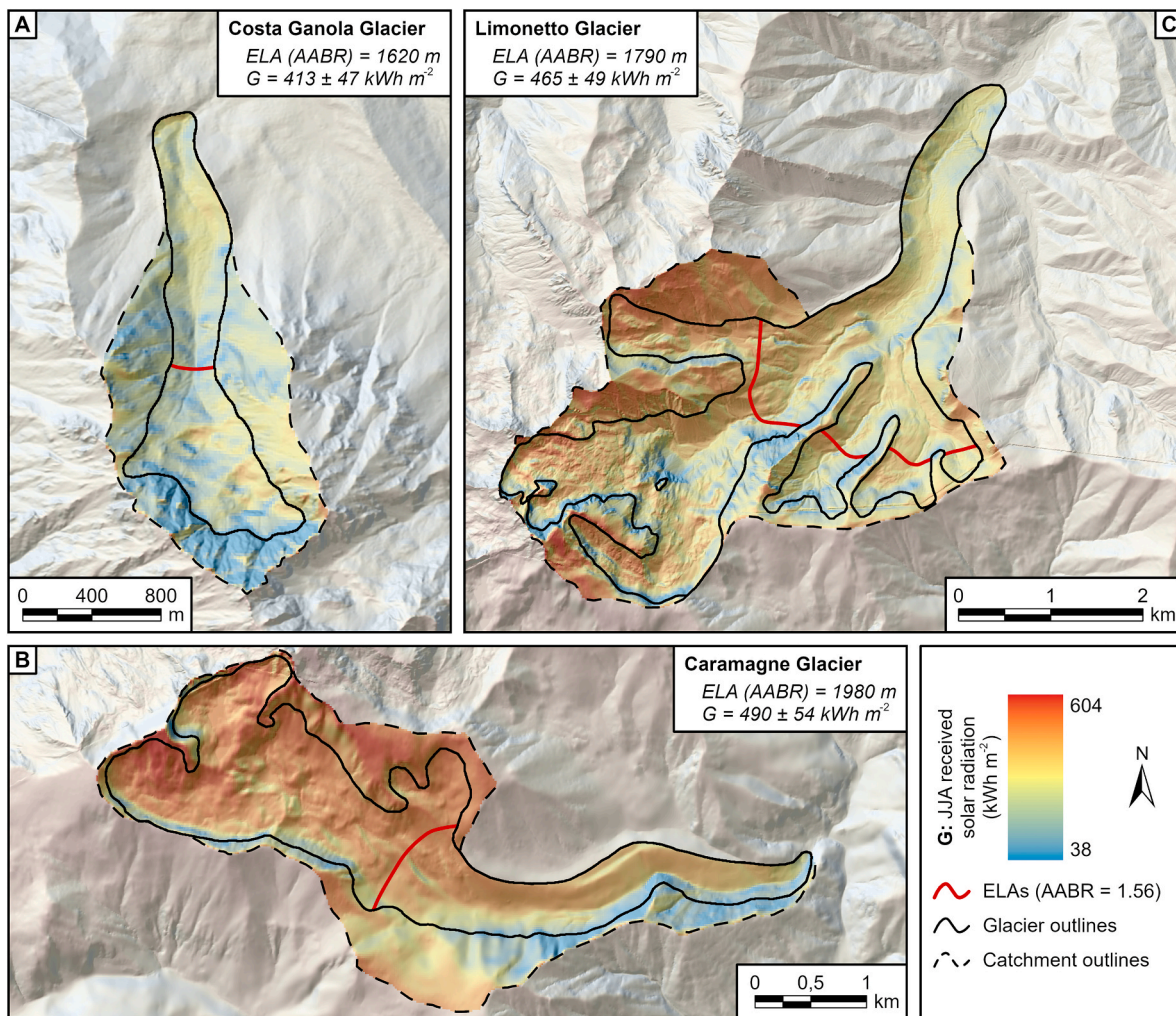 A
Costa Ganola Glacier
ELA (AABR) = 1620 m
G = 413 ± 47 kWh m⁻²
0 400 800
m
Limonetto Glacier
ELA (AABR) = 1790 m
G = 465 ± 49 kWh m⁻²
C
0 1 2
km
B
Caramagne Glacier
ELA (AABR) = 1980 m
G = 490 ± 54 kWh m⁻²
0 0,5 1
km
G: JJA received
solar radiation
(kWh m⁻²)
604
38
N
ELAs (AABR = 1.56)
Glacier outlines
Catchment outlines